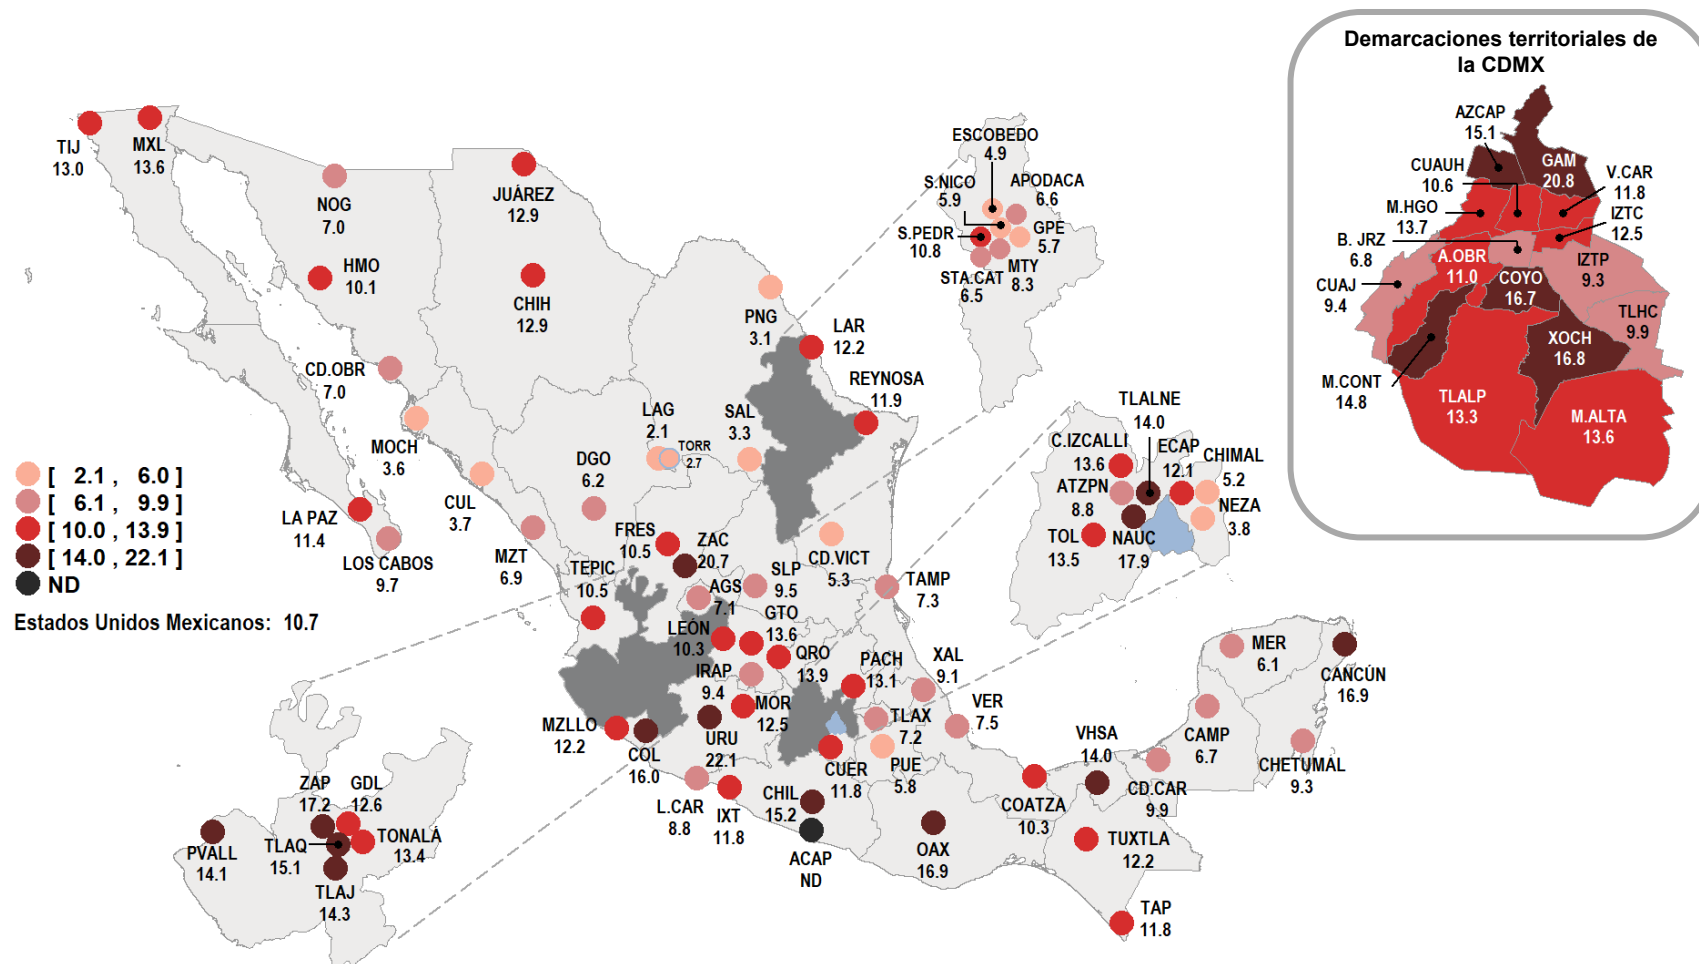 Demarcaciones territoriales de
la CDMX
AZCAP
15.1
CUAUH
10.6
GAM
20.8
V.CAR
11.8
M.HGO
13.7
IZTC
12.5
B. JRZ
6.8
A.OBR
11.0
IZTP
9.3
CUAJ
9.4
COYO
16.7
TLHC
9.9
XOCH
16.8
M.CONT
14.8
TLALP
13.3
M.ALTA
13.6
TIJ
13.0
MXL
13.6
NOG
7.0
HMO
10.1
JUÁREZ
12.9
CHIH
12.9
CD.OBR
7.0
MOCH
3.6
CUL
3.7
LA PAZ
11.4
LOS CABOS
9.7
MZT
6.9
DGO
6.2
LAG
2.1
TORR
2.7
SAL
3.3
PNG
3.1
LAR
12.2
REYNOSA
11.9
ESCOBEDO
4.9
S.NICO
5.9
APODACA
6.6
S.PEDR
10.8
GPE
5.7
STA.CAT
6.5
MTY
8.3
TLALNE
14.0
C.IZCALLI
13.6
ECAP
12.1
CHIMAL
5.2
ATZPN
8.8
NEZA
3.8
TOL
13.5
NAUC
17.9
[ 2.1 , 6.0 ]
[ 6.1 , 9.9 ]
[ 10.0 , 13.9 ]
[ 14.0 , 22.1 ]
ND
Estados Unidos Mexicanos: 10.7
FRES
10.5
ZAC
20.7
TEPIC
10.5
AGS
7.1
SLP
9.5
CD.VICT
5.3
TAMP
7.3
LEÓN
10.3
GTO
13.6
IRAP
9.4
QRO
13.9
PACH
13.1
XAL
9.1
MOR
12.5
MZLLO
12.2
COL
16.0
URU
22.1
TLAX
7.2
VER
7.5
L.CAR
8.8
IXT
11.8
CHIL
15.2
CUER
11.8
PUE
5.8
ACAP
ND
OAX
16.9
COATZA
10.3
VHSA
14.0
CD.CAR
9.9
TUXTLA
12.2
TAP
11.8
MER
6.1
CANCÚN
16.9
CAMP
6.7
CHETUMAL
9.3
ZAP
17.2
GDL
12.6
TONALÁ
13.4
PVALL
14.1
TLAQ
15.1
TLAJ
14.3